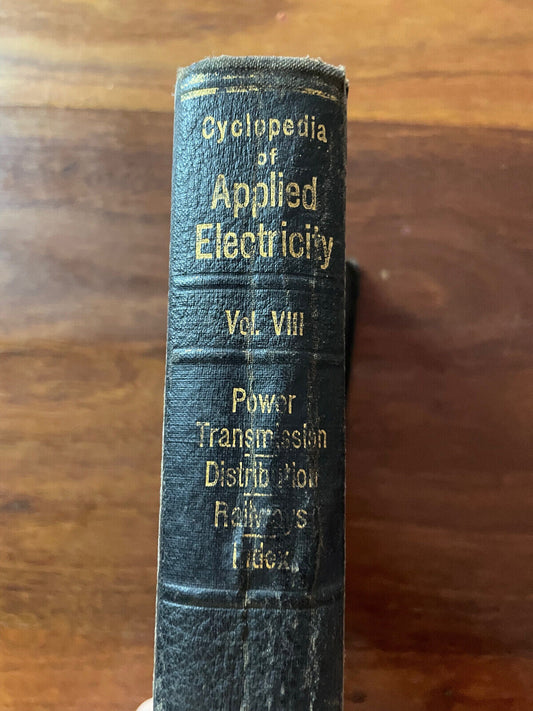 Cyclopedia
of
Applied
Electricity
Vol. VIII
Power
Transmission
Distribution
Railways
Index